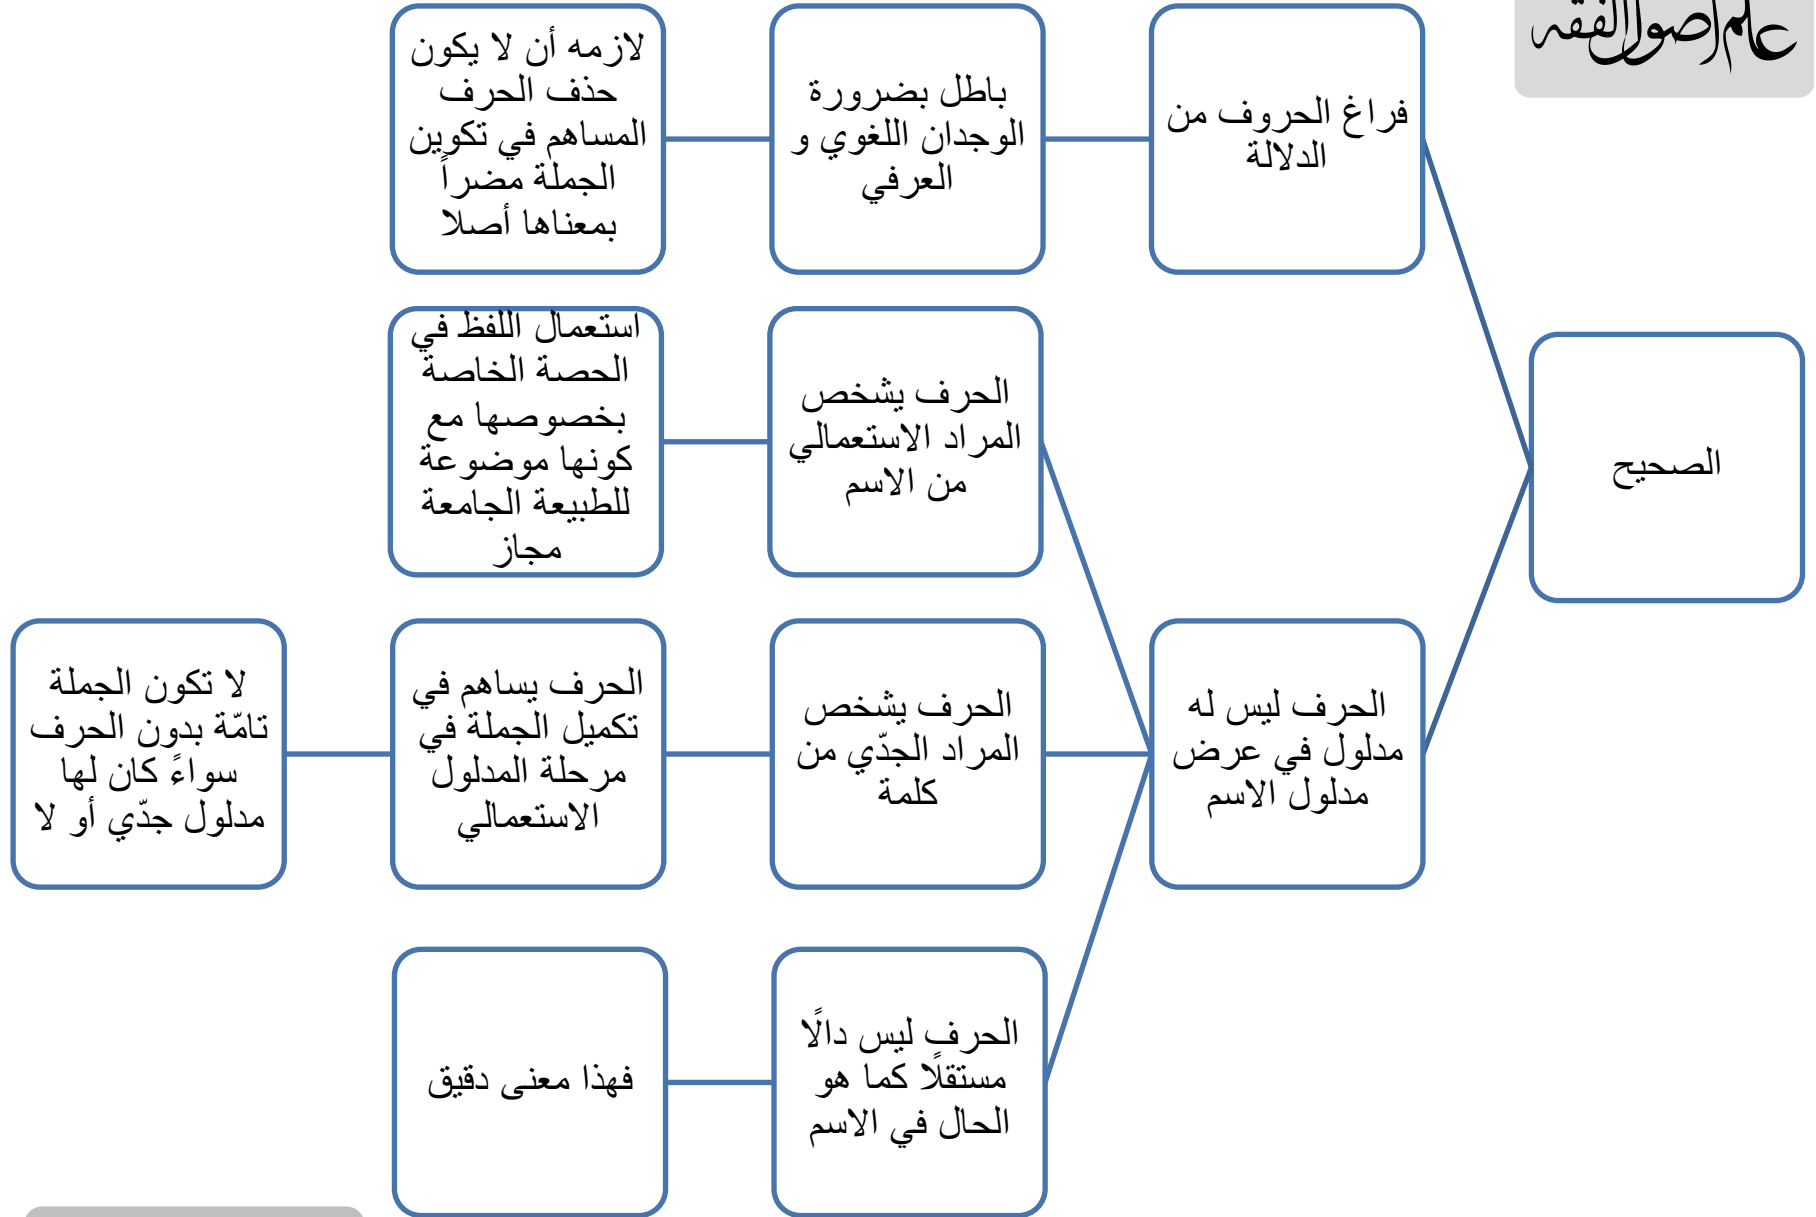 علم أصول الفقه
الصحيح
فراغ الحروف من
الدلالة
باطل بضرورة
الوجدان اللغوي و
العرفي
لازمه أن لا يكون
حذف الحرف
المساهم في تكوين
الجملة مضراً
بمعناها أصلا
الحرف ليس له
مدلول في عرض
مدلول الاسم
الحرف يشخص
المراد الاستعمالي
من الاسم
استعمال اللفظ في
الحصة الخاصة
بخصوصها مع
كونها موضوعة
للطبيعة الجامعة
مجاز
الحرف يشخص
المراد الجدّي من
كلمة
الحرف يساهم في
تكميل الجملة في
مرحلة المدلول
الاستعمالي
لا تكون الجملة
تامّة بدون الحرف
سواءً كان لها
مدلول جدّي أو لا
الحرف ليس دالًا
مستقلًا كما هو
الحال في الاسم
فهذا معنى دقيق